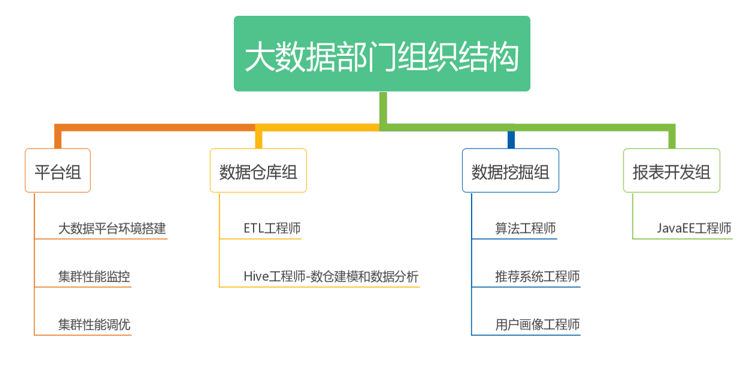 大数据部门组织结构
平台组
大数据平台环境搭建
集群性能监控
集群性能调优
数据仓库组
ETL工程师
Hive工程师-数仓建模和数据分析
数据挖掘组
算法工程师
推荐系统工程师
用户画像工程师
报表开发组
JavaEE工程师